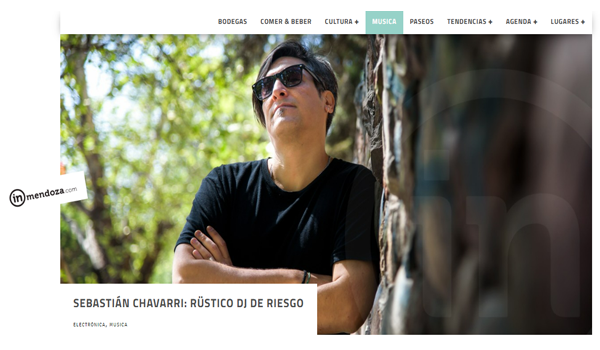 BODEGAS COMER & BEBER CULTURA + MUSICA PASEOS TENDENCIAS + AGENDA + LUGARES +
in mendoza.com
in
SEBASTIÁN CHAVARRI: RÜSTICO DJ DE RIESGO
ELECTRÓNICA, MUSICA